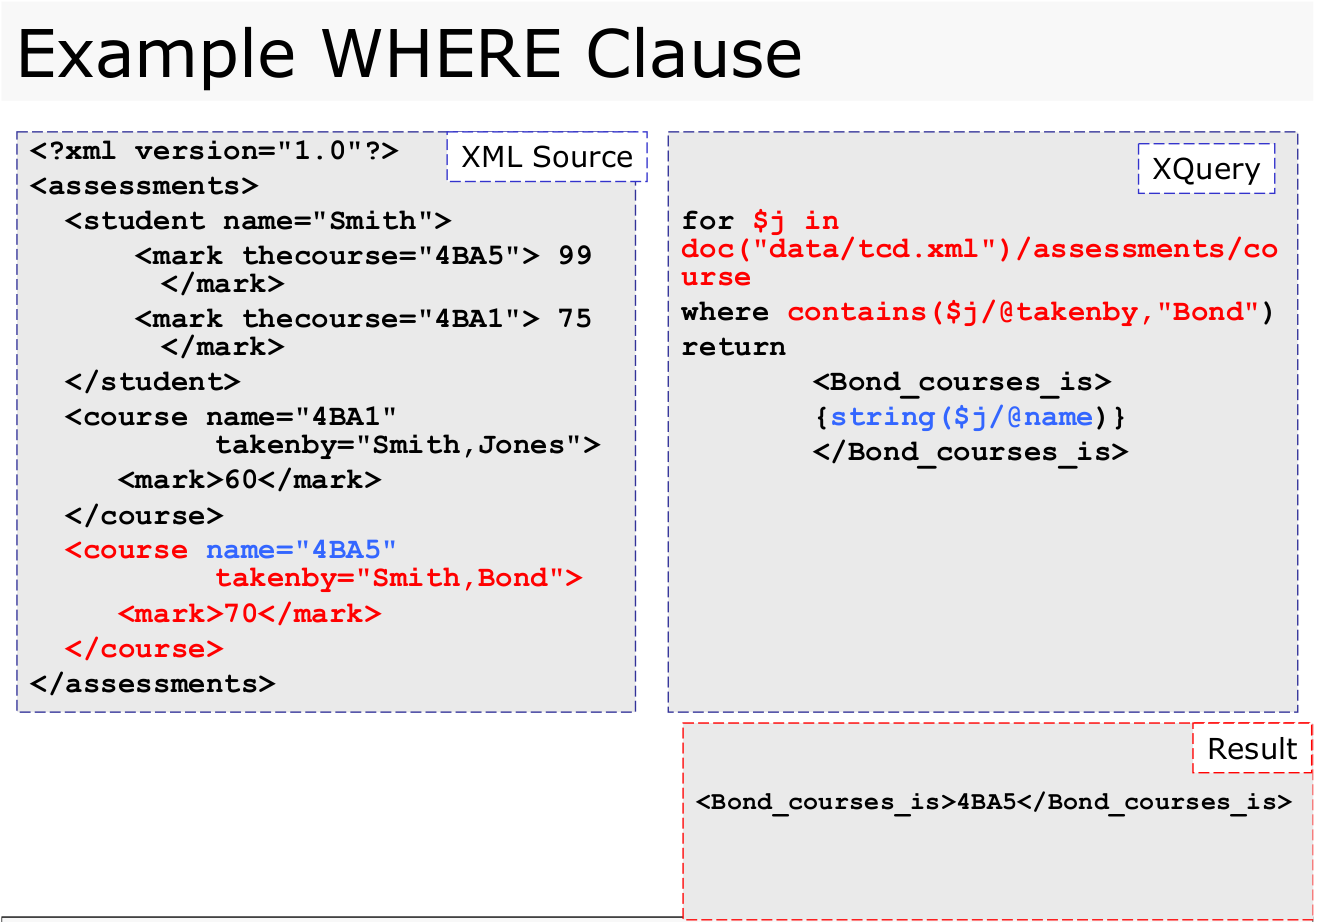 Example WHERE Clause
XML Source
<?xml version="1.0"?>
<assessments>
<student name="Smith">
<mark thecourse="4BA5"> 99
</mark>
<mark thecourse="4BA1"> 75
</mark>
</student>
<course name="4BA1"
takenby="Smith,Jones">
<mark>60</mark>
</course>
<course name="4BA5"
takenby="Smith,Bond">
<mark>70</mark>
</course>
</assessments>
XQuery
for $j in
doc("data/tcd.xml")/assessments/co
urse
where contains($j/@takenby,"Bond")
return
<Bond_courses_is>
{string($j/@name)}
</Bond_courses_is>
Result
<Bond_courses_is>4BA5</Bond_courses_is>